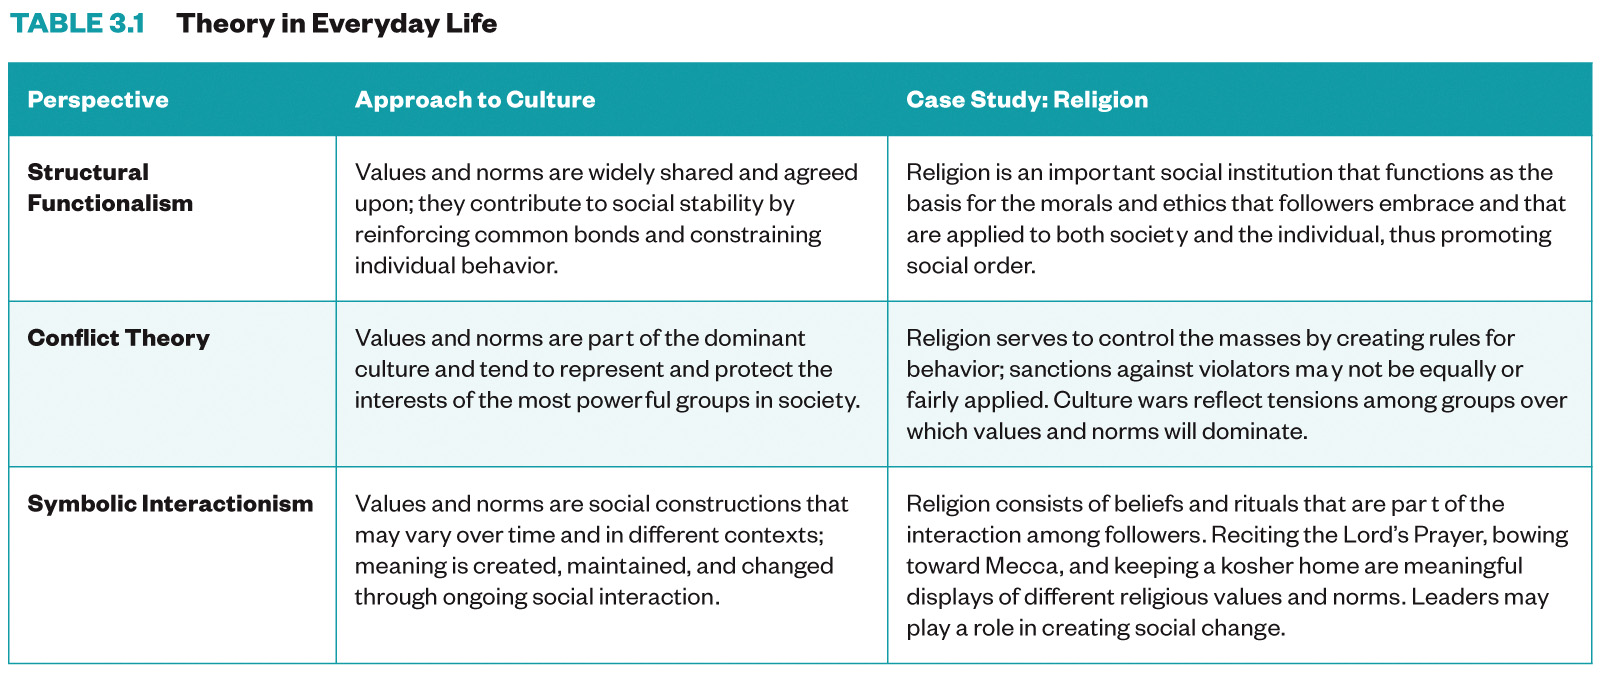 TABLE 3.1 Theory in Everyday Life
Perspective
Approach to Culture
Case Study: Religion
Structural
Functionalism
Values and norms are widely shared and agreed
upon; they contribute to social stability by
reinforcing common bonds and constraining
individual behavior.
Religion is an important social institution that functions as the
basis for the morals and ethics that followers embrace and that
are applied to both society and the individual, thus promoting
social order.
Conflict Theory
Values and norms are part of the dominant
culture and tend to represent and protect the
interests of the most powerful groups in society.
Religion serves to control the masses by creating rules for
behavior; sanctions against violators may not be equally or
fairly applied. Culture wars reflect tensions among groups over
which values and norms will dominate.
Symbolic Interactionism
Values and norms are social constructions that
may vary over time and in different contexts;
meaning is created, maintained, and changed
through ongoing social interaction.
Religion consists of beliefs and rituals that are part of the
interaction among followers. Reciting the Lord’s Prayer, bowing
toward Mecca, and keeping a kosher home are meaningful
displays of different religious values and norms. Leaders may
play a role in creating social change.